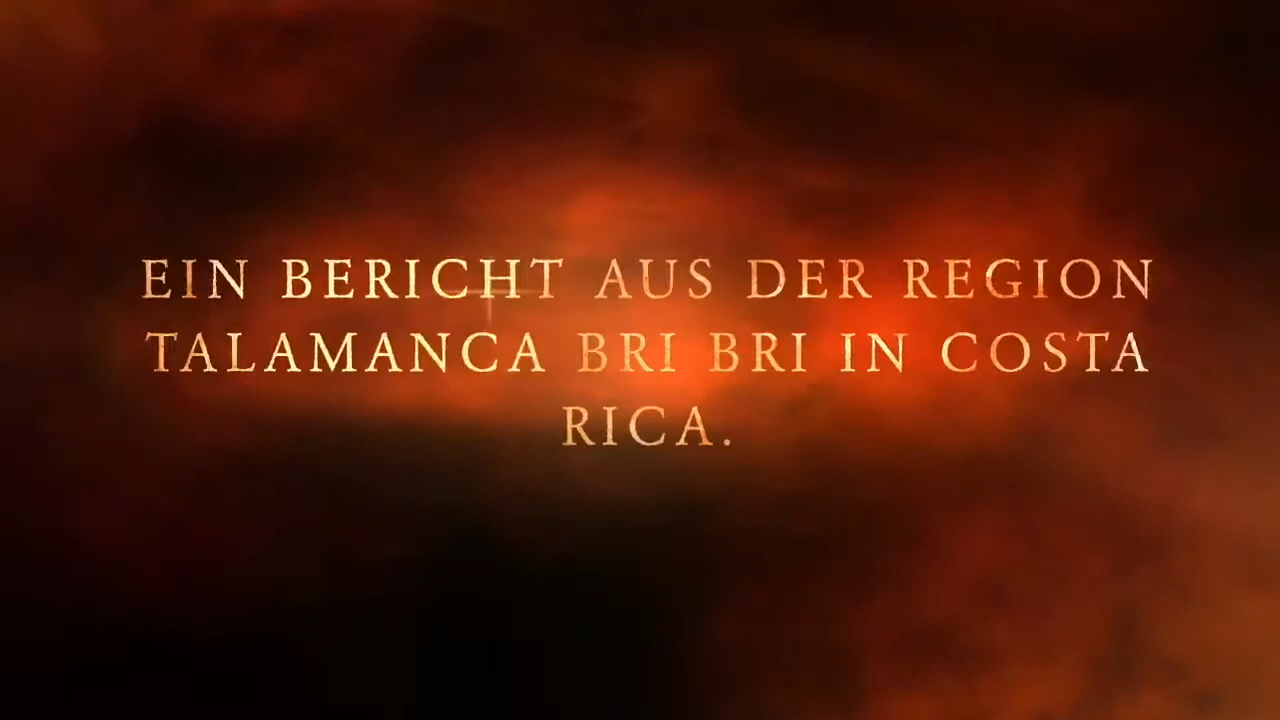 EIN BERICHT AUS DER REGION
TALAMANCA BRI BRI IN COSTA
RICA.